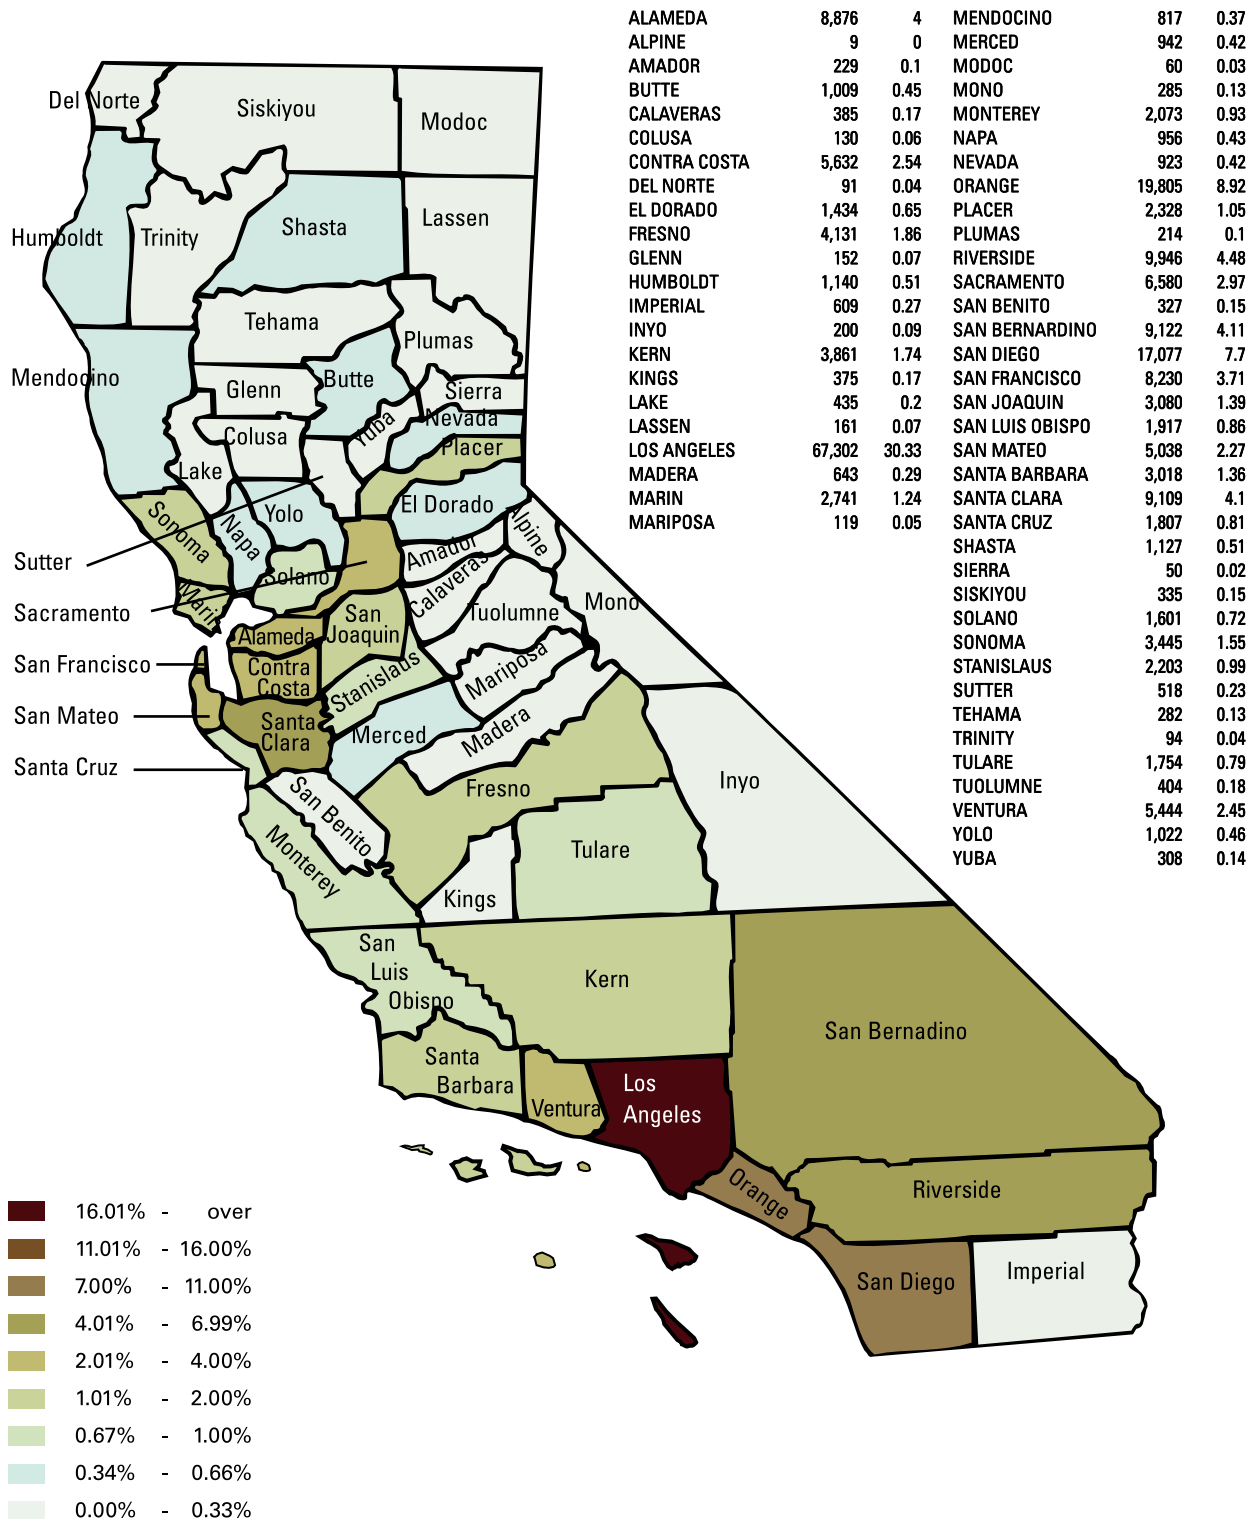 ALAMEDA 8,876 4
ALPINE 9 0
AMADOR 229 0.1
BUTTE 1,009 0.45
CALAVERAS 385 0.17
COLUSA 130 0.06
CONTRA COSTA 5,632 2.54
DEL NORTE 91 0.04
EL DORADO 1,434 0.65
FRESNO 4,131 1.86
GLENN 152 0.07
HUMBOLDT 1,140 0.51
IMPERIAL 609 0.27
INYO 200 0.09
KERN 3,861 1.74
KINGS 375 0.17
LAKE 435 0.2
LASSEN 161 0.07
LOS ANGELES 67,302 30.33
MADERA 643 0.29
MARIN 2,741 1.24
MARIPOSA 119 0.05
MENDOCINO 817 0.37
MERCED 942 0.42
MODOC 60 0.03
MONO 285 0.13
MONTEREY 2,073 0.93
NAPA 956 0.43
NEVADA 923 0.42
ORANGE 19,805 8.92
PLACER 2,328 1.05
PLUMAS 214 0.1
RIVERSIDE 9,946 4.48
SACRAMENTO 6,580 2.97
SAN BENITO 327 0.15
SAN BERNARDINO 9,122 4.11
SAN DIEGO 17,077 7.7
SAN FRANCISCO 8,230 3.71
SAN JOAQUIN 3,080 1.39
SAN LUIS OBISPO 1,917 0.86
SAN MATEO 5,038 2.27
SANTA BARBARA 3,018 1.36
SANTA CLARA 9,109 4.1
SANTA CRUZ 1,807 0.81
SHASTA 1,127 0.51
SIERRA 50 0.02
SISKIYOU 335 0.15
SOLANO 1,601 0.72
SONOMA 3,445 1.55
STANISLAUS 2,203 0.99
SUTTER 518 0.23
TEHAMA 282 0.13
TRINITY 94 0.04
TULARE 1,754 0.79
TUOLUMNE 404 0.18
VENTURA 5,444 2.45
YOLO 1,022 0.46
YUBA 308 0.14
Del Norte
Siskiyou
Modoc
Humboldt
Trinity
Shasta
Lassen
Tehama
Plumas
Mendocino
Glenn
Butte
Sierra
Colusa
Yuba
Nevada
Placer
Lake
Sonoma
Napa
Yolo
El Dorado
Alpine
Sutter
Solano
Amador
Sacramento
Marin
Calaveras
Tuolumne
Mono
Alameda
San
Joaquin
San Francisco
Contra
Costa
Stanislaus
Mariposa
San Mateo
Santa
Clara
Merced
Madera
Santa Cruz
San Benito
Fresno
Inyo
Monterey
Tulare
Kings
San
Luis
Obispo
Kern
San Bernadino
Santa
Barbara
Ventura
Los
Angeles
Orange
Riverside
San Diego
Imperial
16.01% - over
11.01% - 16.00%
7.00% - 11.00%
4.01% - 6.99%
2.01% - 4.00%
1.01% - 2.00%
0.67% - 1.00%
0.34% - 0.66%
0.00% - 0.33%